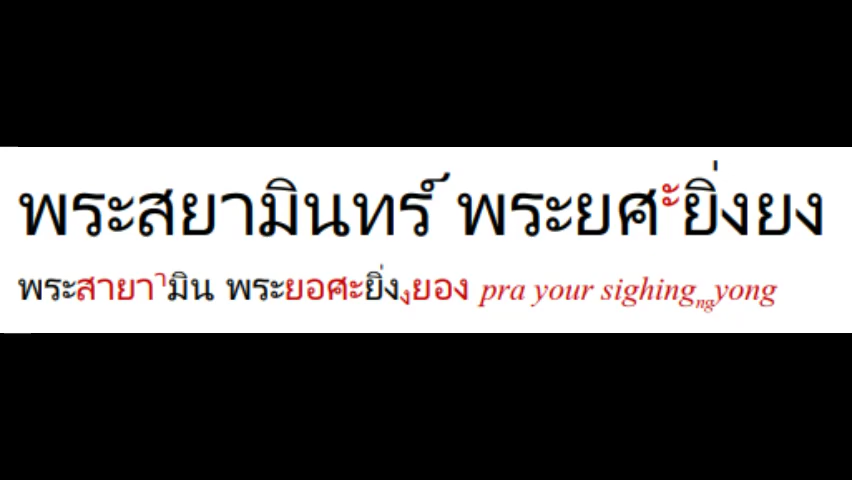 พระสยามินทร์ พระยศะยิ่งยง
พระสายาามิน พระยอศะยิ่งงยอง pra your sighingngyong